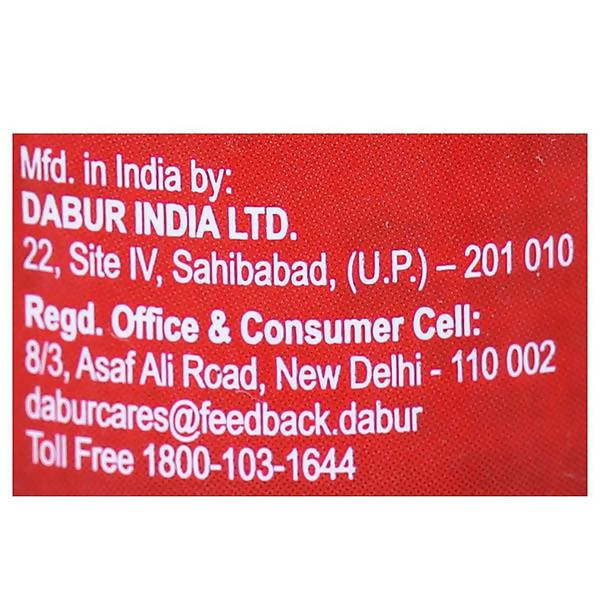 Mfd. in India by:
DABUR INDIA LTD.
22, Site IV, Sahibabad, (U.P.) – 201 010
Regd. Office & Consumer Cell:
8/3, Asaf Ali Road, New Delhi - 110 002
daburcares@feedback.dabur
Toll Free 1800-103-1644